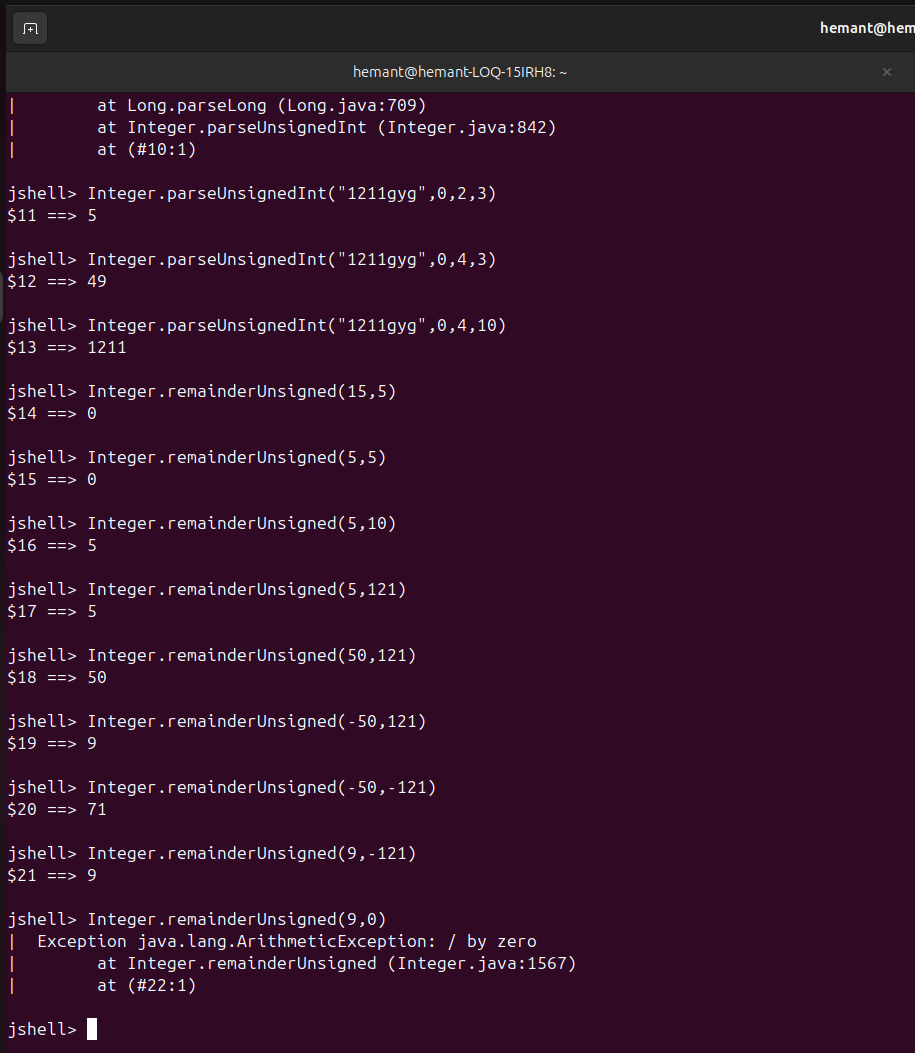 hemant@hem
hemant@hemant-LOQ-15IRH8: ~
|        at Long.parseLong (Long.java:709)
|        at Integer.parseUnsignedInt (Integer.java:842)
|        at (#10:1)
jshell> Integer.parseUnsignedInt("1211gyg",0,2,3)
$11 ==> 5
jshell> Integer.parseUnsignedInt("1211gyg",0,4,3)
$12 ==> 49
jshell> Integer.parseUnsignedInt("1211gyg",0,4,10)
$13 ==> 1211
jshell> Integer.remainderUnsigned(15,5)
$14 ==> 0
jshell> Integer.remainderUnsigned(5,5)
$15 ==> 0
jshell> Integer.remainderUnsigned(5,10)
$16 ==> 5
jshell> Integer.remainderUnsigned(5,121)
$17 ==> 5
jshell> Integer.remainderUnsigned(50,121)
$18 ==> 50
jshell> Integer.remainderUnsigned(-50,121)
$19 ==> 9
jshell> Integer.remainderUnsigned(-50,-121)
$20 ==> 71
jshell> Integer.remainderUnsigned(9,-121)
$21 ==> 9
jshell> Integer.remainderUnsigned(9,0)
|  Exception java.lang.ArithmeticException: / by zero
|        at Integer.remainderUnsigned (Integer.java:1567)
|        at (#22:1)
jshell>